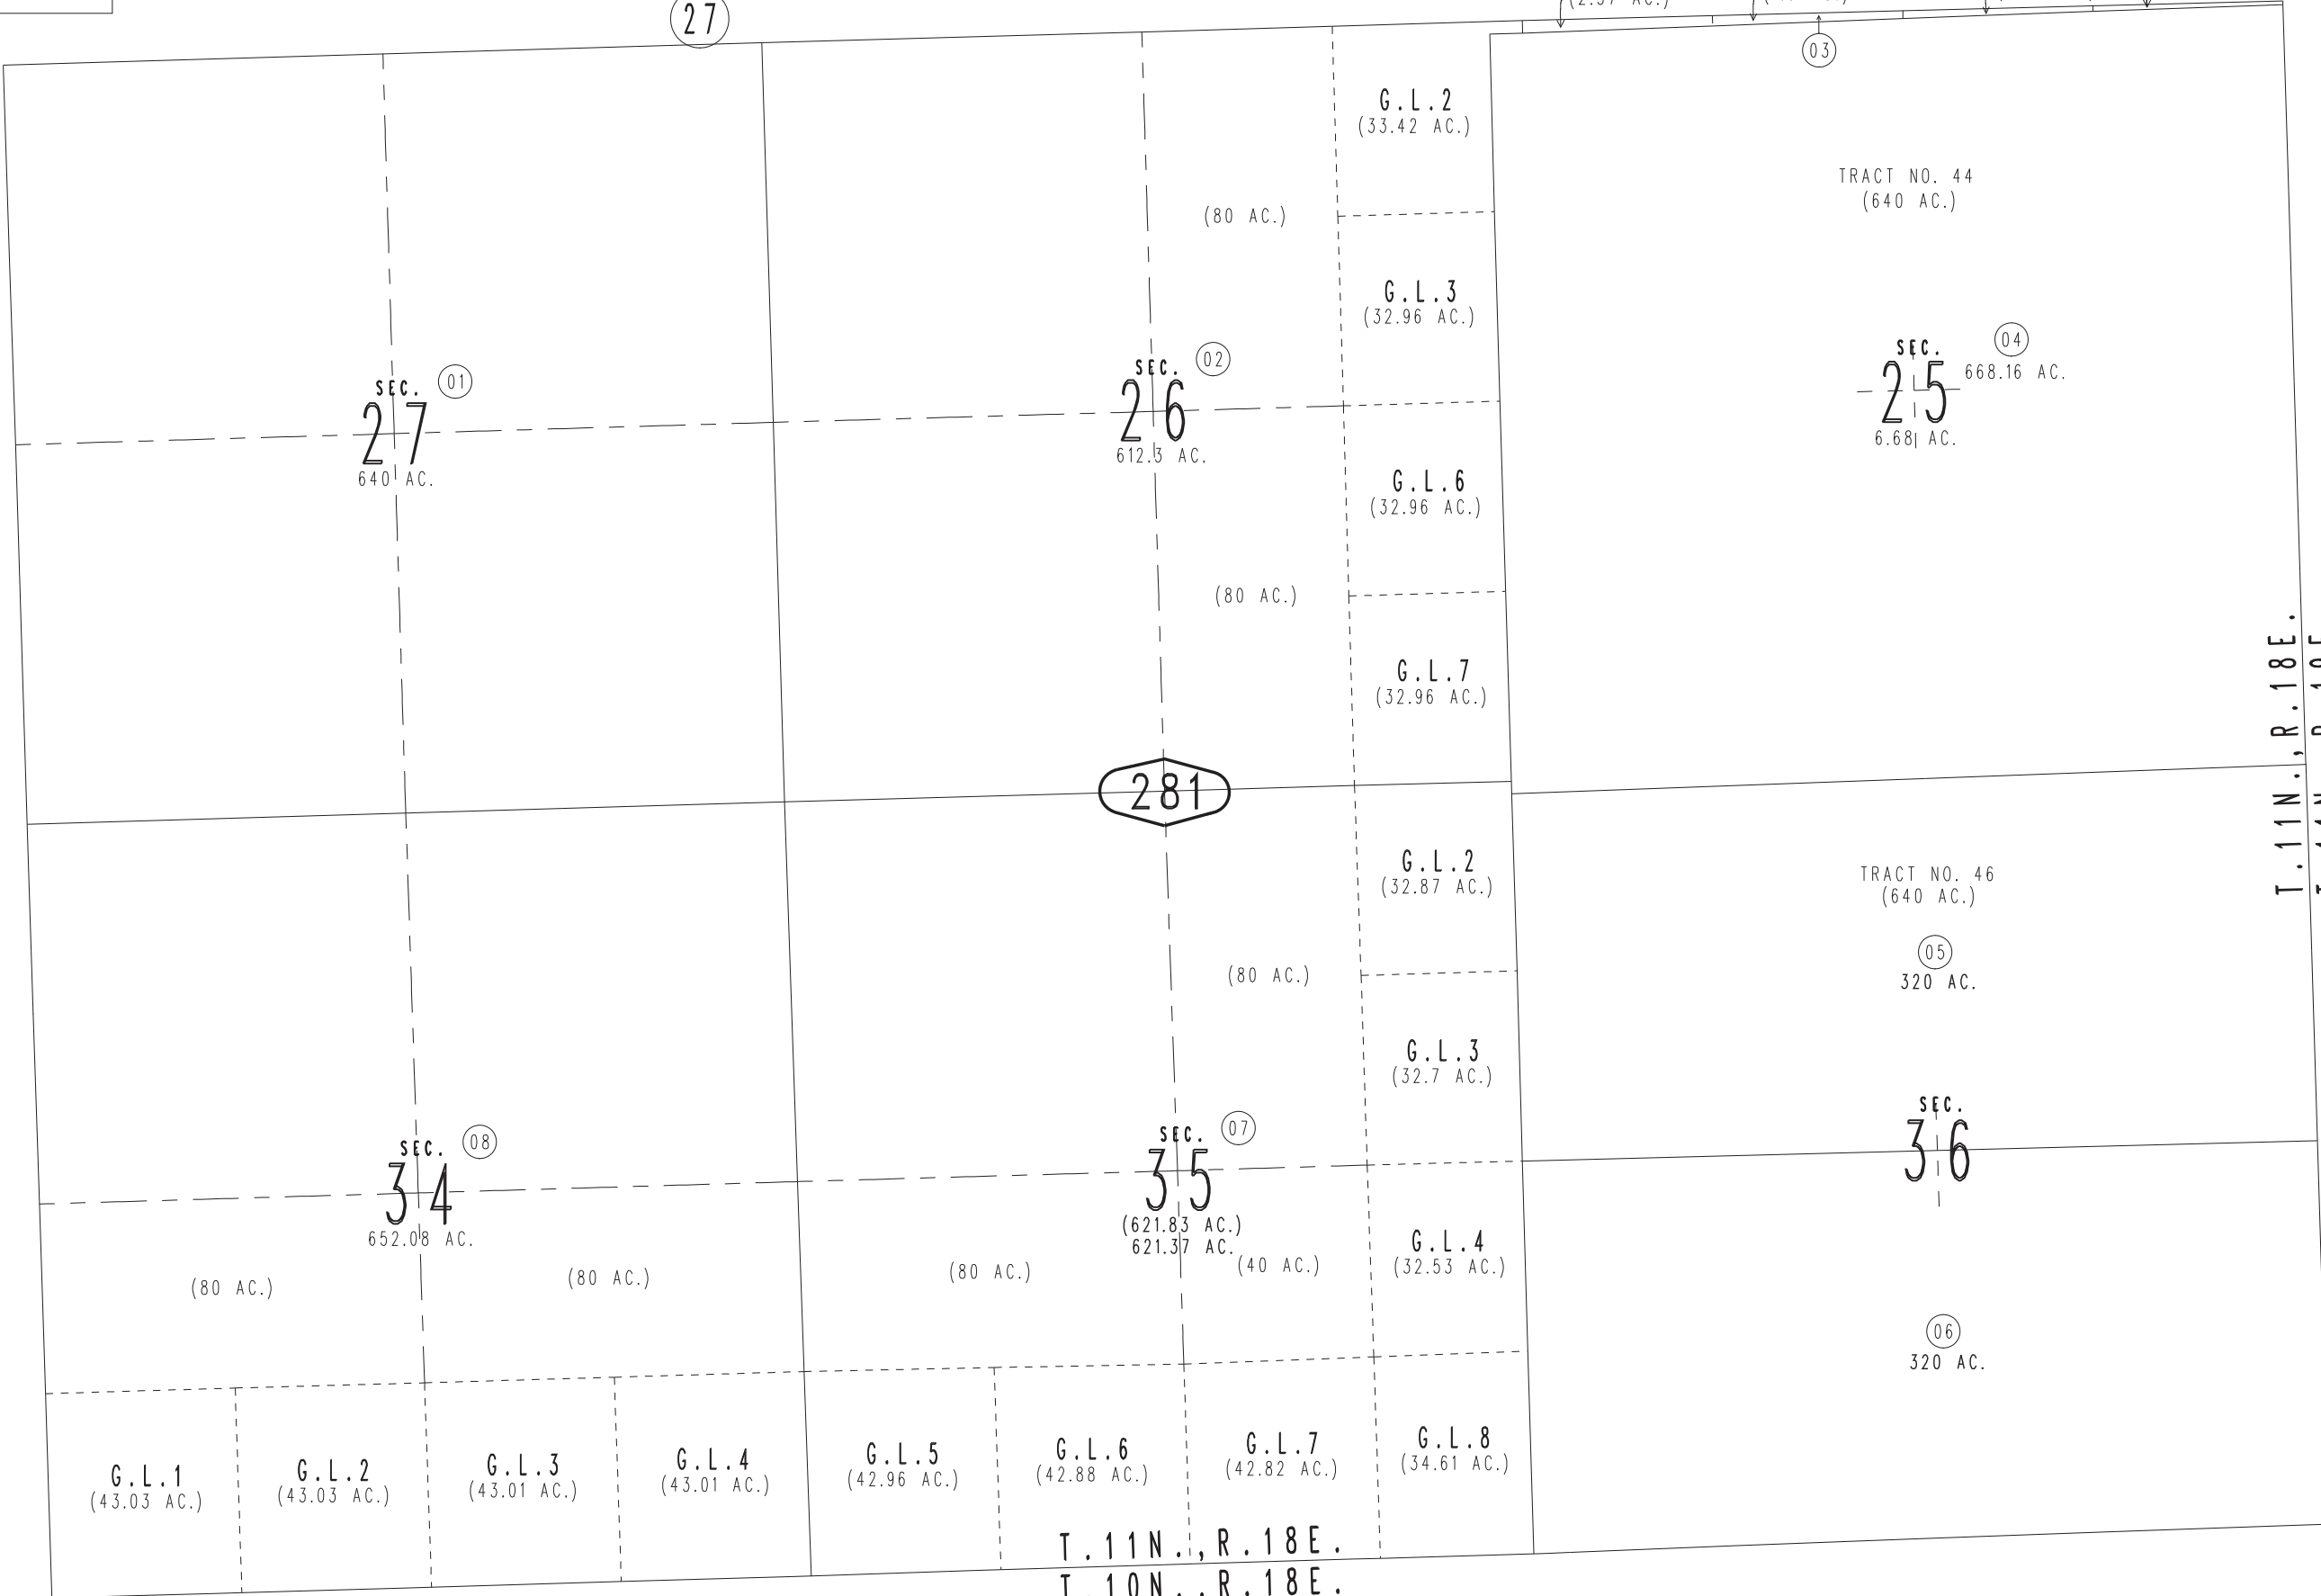 27
03
G.L.2
(33.42 AC.)
TRACT NO. 44
(640 AC.)
(80 AC.)
G.L.3
(32.96 AC.)
SEC.
01
27
640 AC.
SEC.
02
26
612.3 AC.
SEC.
04
25
668.16 AC.
6.68 AC.
G.L.6
(32.96 AC.)
(80 AC.)
G.L.7
(32.96 AC.)
T.11N.,R.18E.
281
G.L.2
(32.87 AC.)
TRACT NO. 46
(640 AC.)
05
320 AC.
(80 AC.)
G.L.3
(32.7 AC.)
SEC.
08
34
652.08 AC.
SEC.
07
35
(621.83 AC.)
621.37 AC.
SEC.
36
(80 AC.)
(80 AC.)
(80 AC.)
(40 AC.)
G.L.4
(32.53 AC.)
06
320 AC.
G.L.1
(43.03 AC.)
G.L.2
(43.03 AC.)
G.L.3
(43.01 AC.)
G.L.4
(43.01 AC.)
G.L.5
(42.96 AC.)
G.L.6
(42.88 AC.)
G.L.7
(42.82 AC.)
G.L.8
(34.61 AC.)
T.11N.,R.18E.
T.10N.,R.18E.